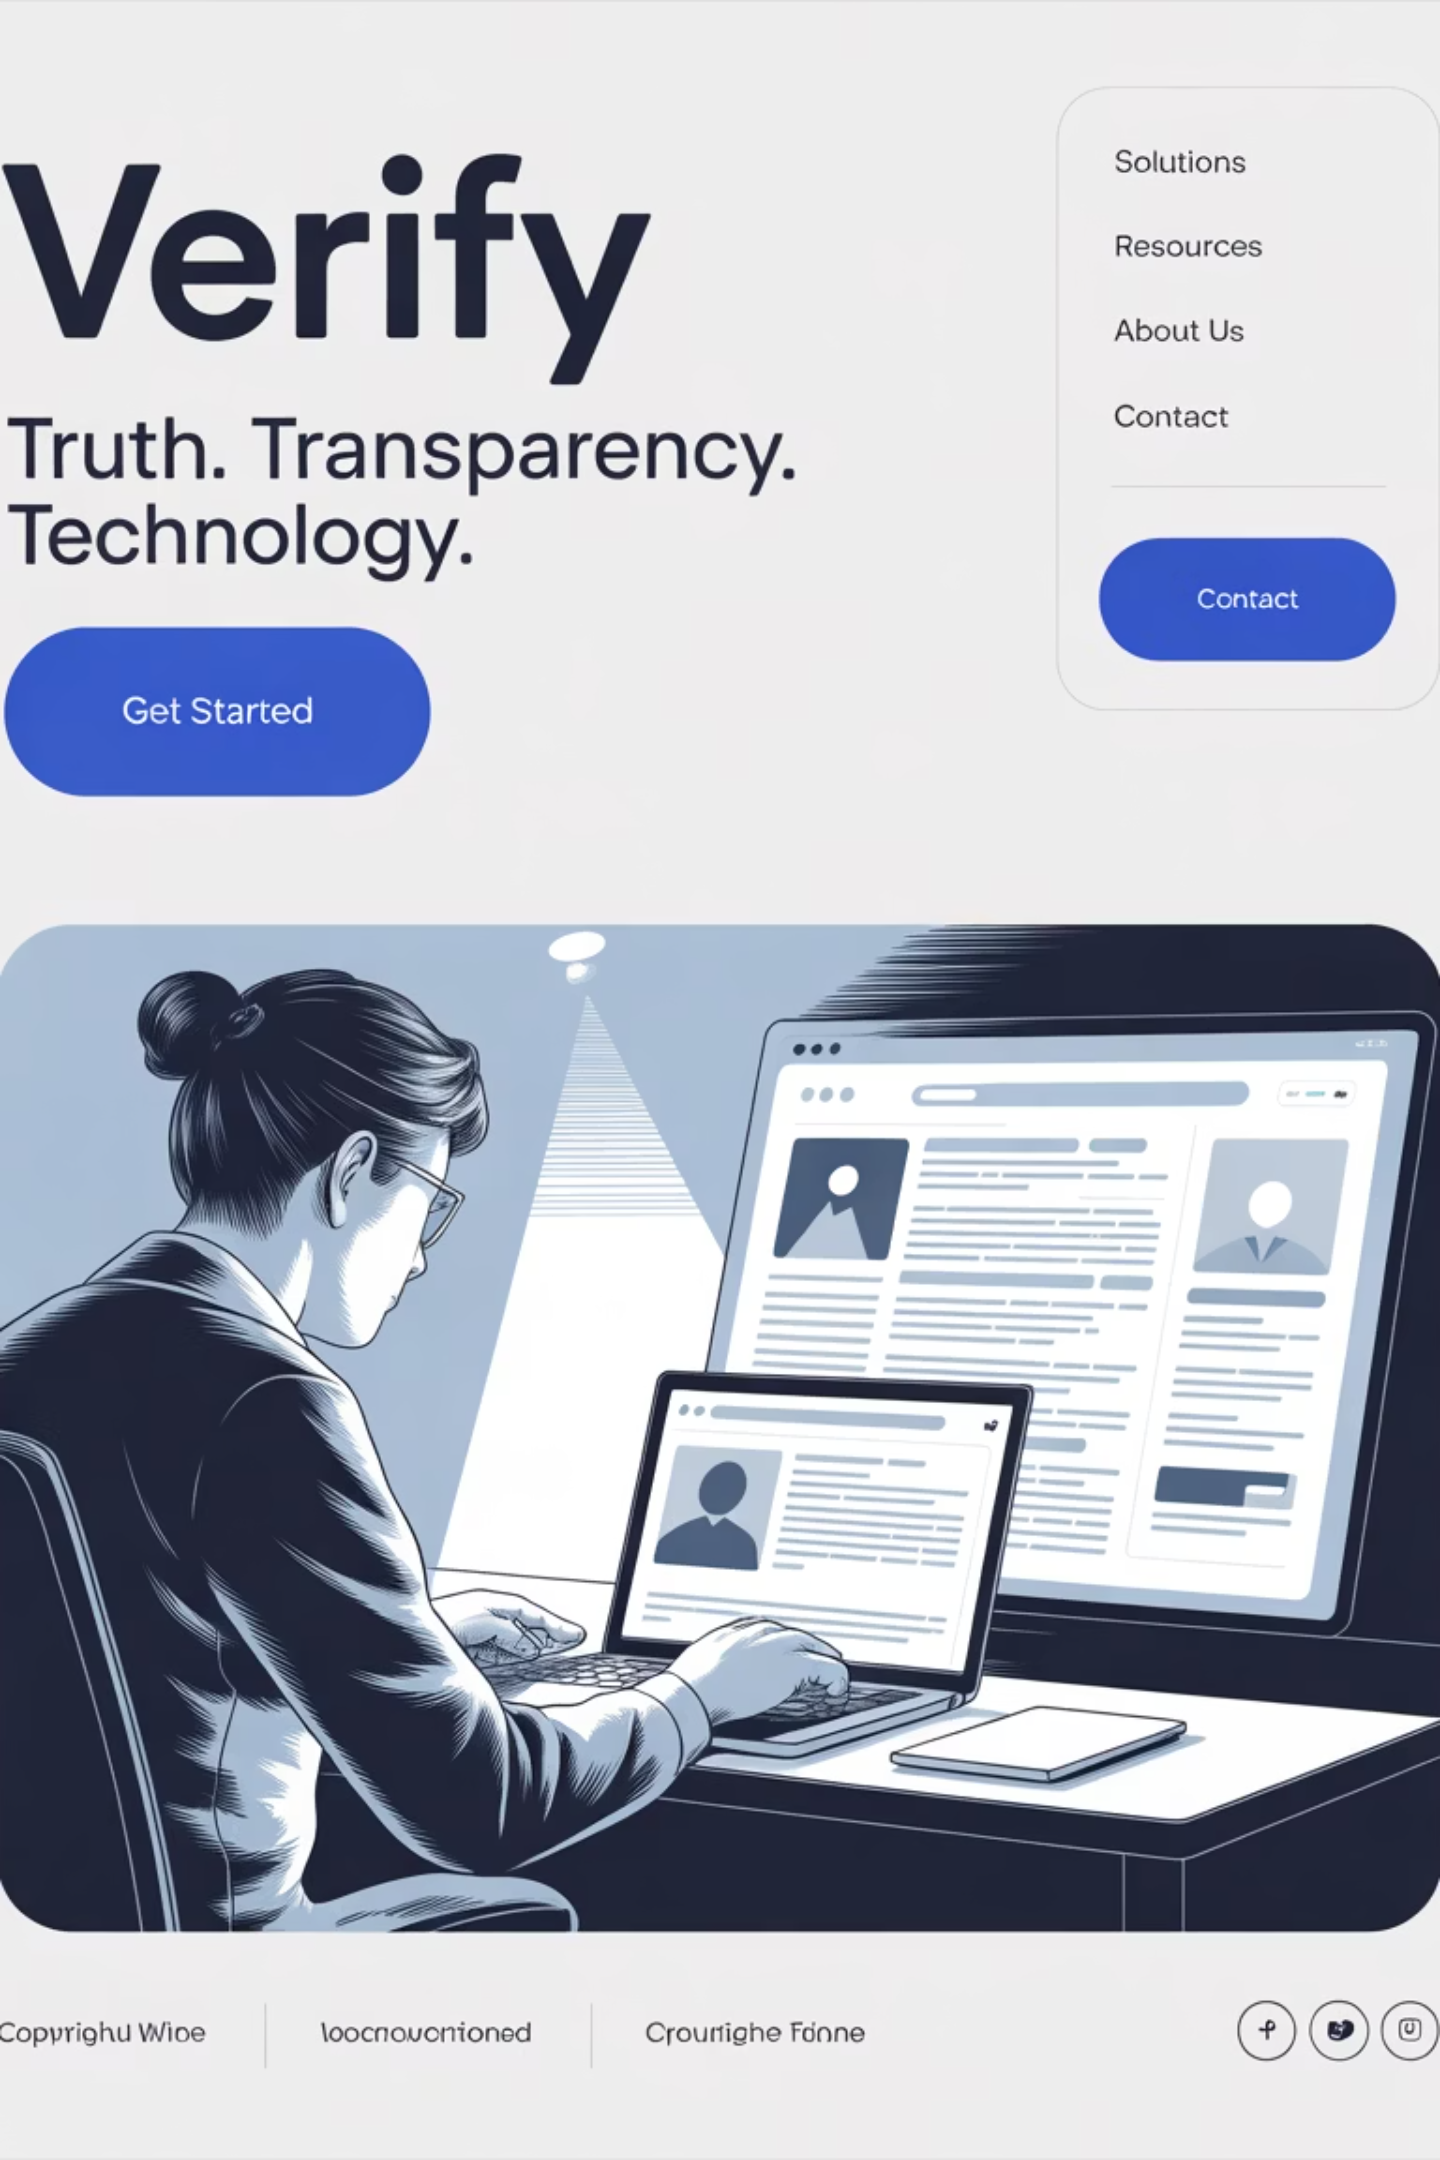 Verify
Truth. Transparency.
Technology.
Get Started
Solutions
Resources
About Us
Contact
Contact